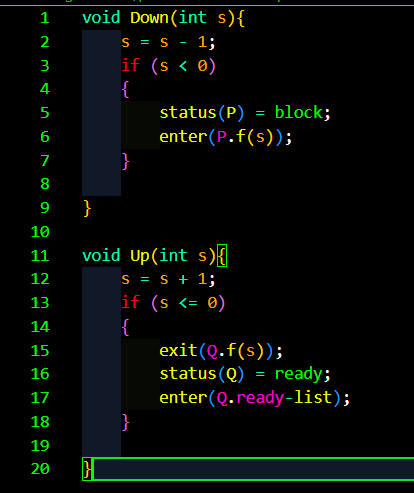 1 void Down(int s){
2 s = s - 1;
3 if (s < 0)
4 {
5 status(P) = block;
6 enter(P.f(s));
7 }
8
9 }
10
11 void Up(int s){
12 s = s + 1;
13 if (s <= 0)
14 {
15 exit(Q.f(s));
16 status(Q) = ready;
17 enter(Q.ready-list);
18 }
19
20 }